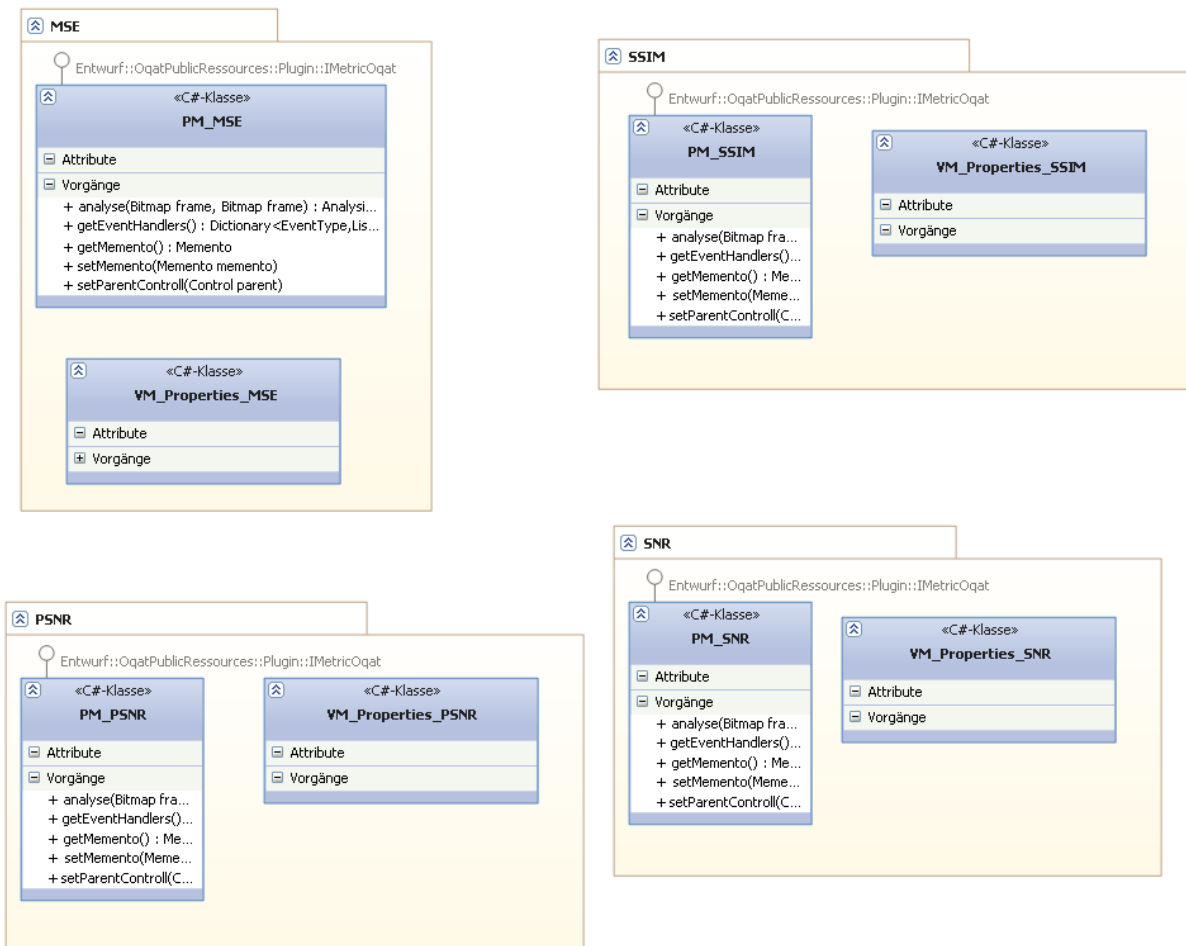 MSE
Entwurf::OqatPublicRessources::Plugin::IMetricOqat
«C#-Klasse»
PM_MSE
Attribute
Vorgänge
+ analyse(Bitmap frame, Bitmap frame) : Analysi...
+ getEventHandlers() : Dictionary<EventType,Lis...
+ getMemento() : Memento
+ setMemento(Memento memento)
+ setParentControll(Control parent)
«C#-Klasse»
VM_Properties_MSE
Attribute
Vorgänge
SSIM
Entwurf::OqatPublicRessources::Plugin::IMetricOqat
«C#-Klasse»
PM_SSIM
Attribute
Vorgänge
+ analyse(Bitmap fra...
+ getEventHandlers()...
+ getMemento() : Me...
+ setMemento(Meme...
+setParentControll(C...
«C#-Klasse»
VM_Properties_SSIM
Attribute
Vorgänge
PSNR
Entwurf::OqatPublicRessources::Plugin::IMetricOqat
«C#-Klasse»
PM_PSNR
Attribute
Vorgänge
+ analyse(Bitmap fra...
+ getEventHandlers()...
+ getMemento() : Me...
+ setMemento(Meme...
+setParentControll(C...
«C#-Klasse»
VM_Properties_PSNR
Attribute
Vorgänge
SNR
Entwurf::OqatPublicRessources::Plugin::IMetricOqat
«C#-Klasse»
PM_SNR
Attribute
Vorgänge
+ analyse(Bitmap fra...
+ getEventHandlers()...
+ getMemento() : Me...
+ setMemento(Meme...
+setParentControll(C...
«C#-Klasse»
VM_Properties_SNR
Attribute
Vorgänge